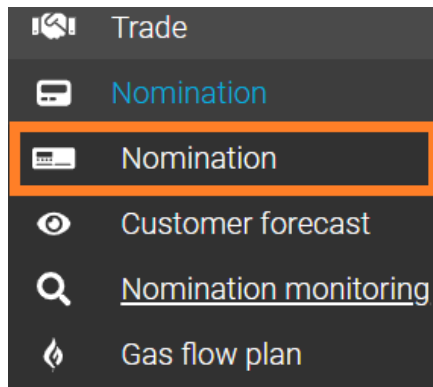 Trade
Nomination
Nomination
Customer forecast
Nomination monitoring
Gas flow plan